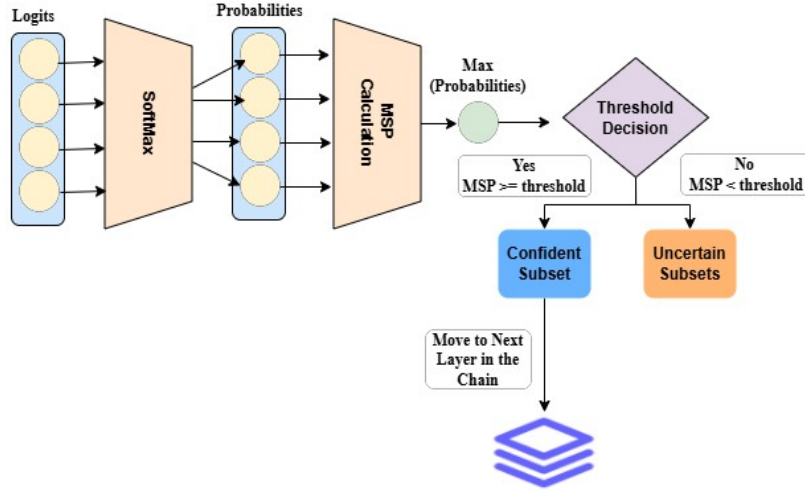 Logits
Probabilities
SoftMax
MSP
Calculation
Max
(Probabilities)
Threshold
Decision
Yes
MSP >= threshold
No
MSP < threshold
Confident
Subset
Uncertain
Subsets
Move to Next
Layer in the
Chain